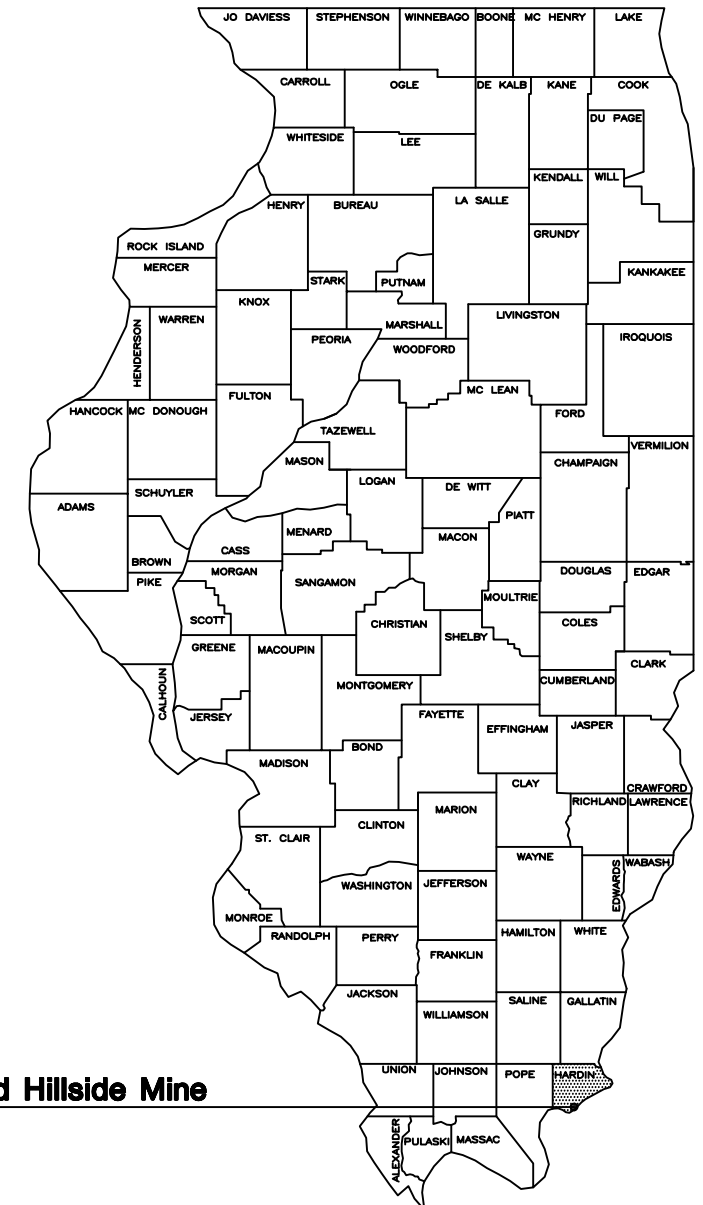 JO DAVIESS STEPHENSON WINNEBAGO BOONE MC HENRY LAKE
CARROLL OGLE DE KALB KANE COOK
DU PAGE
WHITESIDE LEE
KENDALL WILL
HENRY BUREAU LA SALLE
GRUNDY
ROCK ISLAND
MERCER STARK PUTNAM KANKAKEE
KNOX
HENDERSON WARREN MARSHALL LIVINGSTON
PEORIA WOODFORD IROQUOIS
MC LEAN
FULTON
HANCOCK MC DONOUGH FORD
TAZEWELL
VERMILION
MASON CHAMPAIGN
LOGAN
SCHUYLER DE WITT
ADAMS
PIATT
MENARD
MACON
BROWN CASS
PIKE MORGAN SANGAMON DOUGLAS EDGAR
MOULTRIE
SCOTT CHRISTIAN COLES
SHELBY
GREENE MACOUPIN
CLARK
CUMBERLAND
CALHOUN MONTGOMERY
JERSEY FAYETTE
JASPER
EFFINGHAM
BOND
MADISON
CLAY CRAWFORD
MARION RICHLAND LAWRENCE
CLINTON
ST. CLAIR
WAYNE
WABASH
EDWARDS
WASHINGTON JEFFERSON
MONROE
RANDOLPH PERRY HAMILTON WHITE
FRANKLIN
JACKSON
SALINE GALLATIN
WILLIAMSON
UNION JOHNSON POPE HARDIN
d Hillside Mine
ALEXANDER PULASKI MASSAC